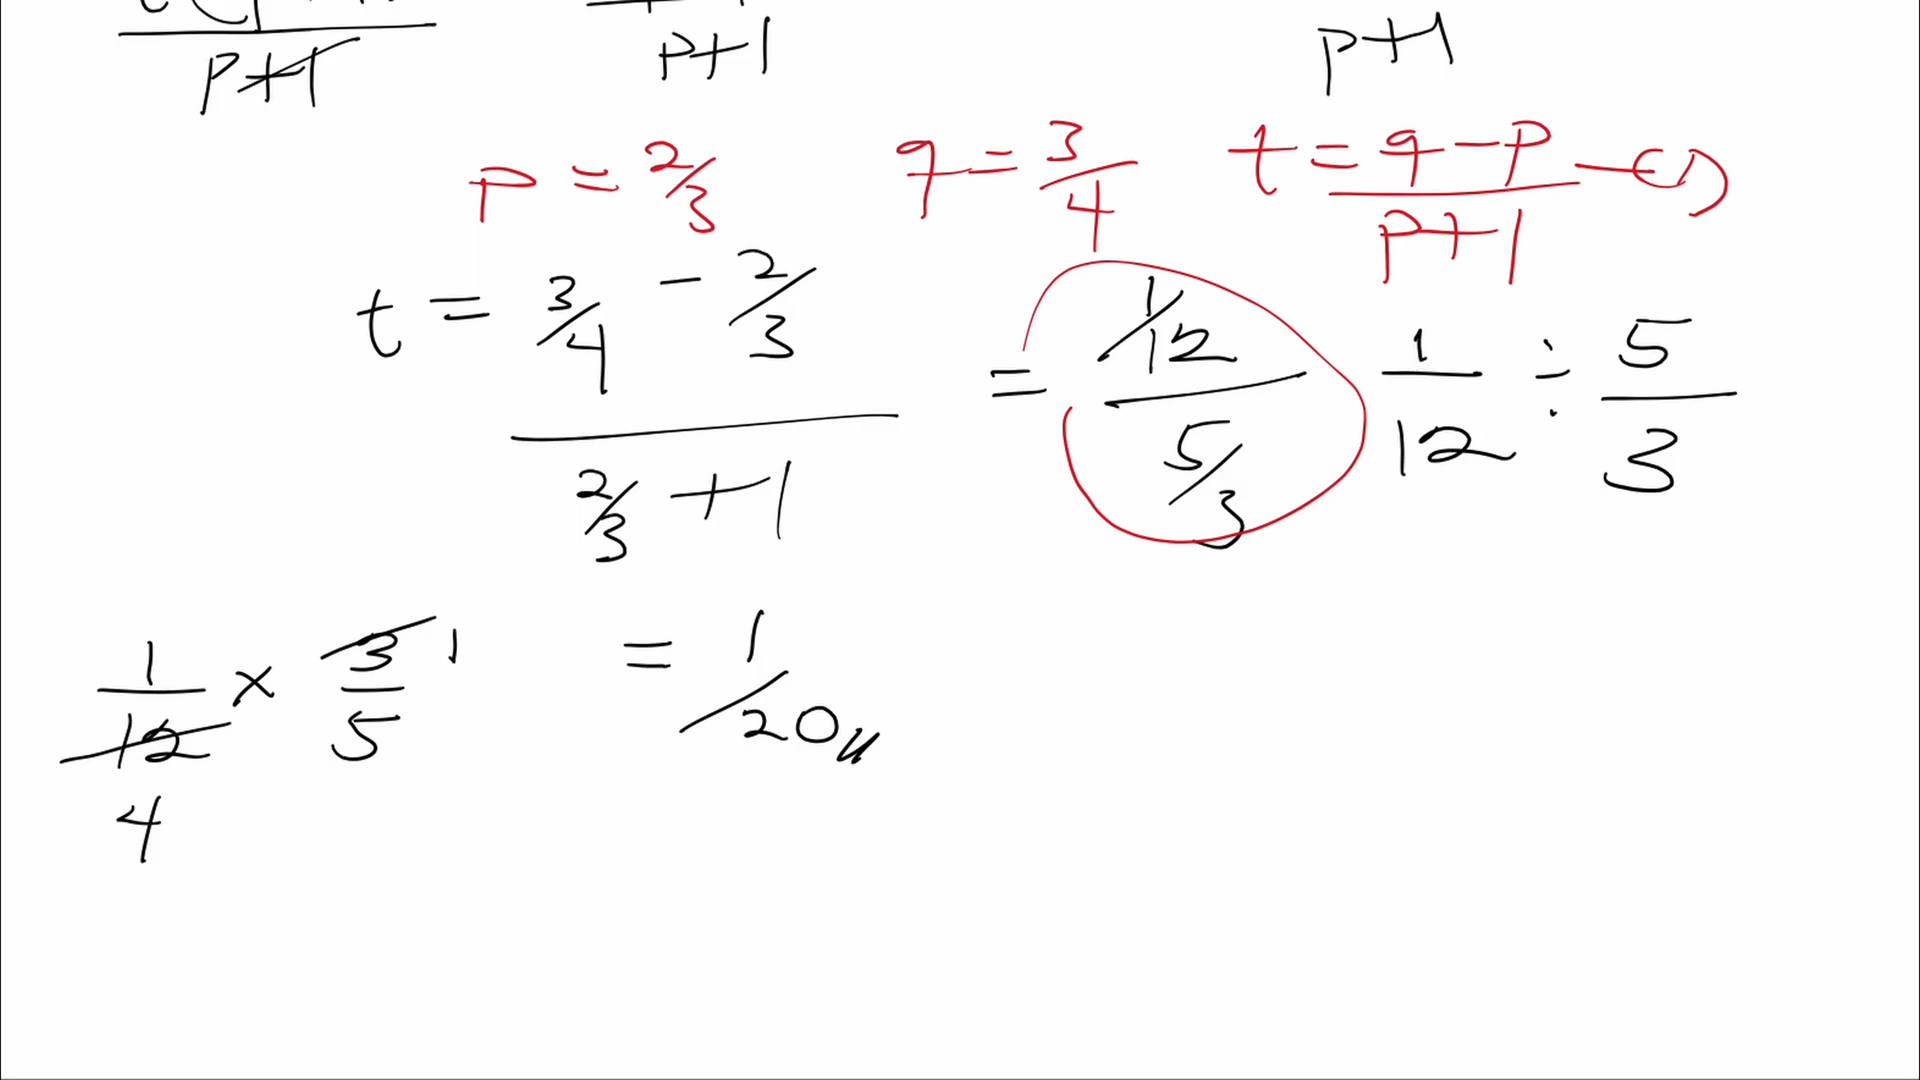 p+1 p+1 p+1
p = 2/3 q = 3/4 t = q-p/p+1 -(1)
t = 3/4 - 2/3 / 2/3 + 1 = 1/12 / 5/3 1/12 ÷ 5/3
1/12 × 3/5 1 = 1/20
4